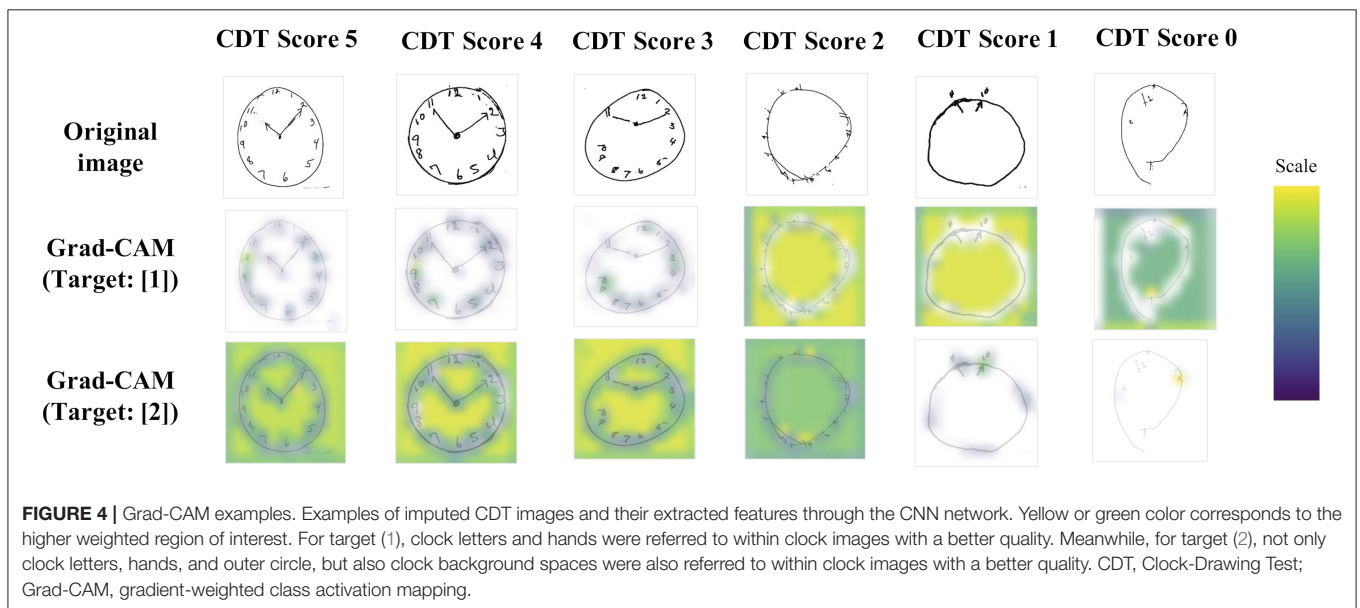 CDT Score 5 CDT Score 4 CDT Score 3 CDT Score 2 CDT Score 1 CDT Score 0
Original
image
Scale
Grad-CAM
(Target: [1])
Grad-CAM
(Target: [2])
FIGURE 4 | Grad-CAM examples. Examples of imputed CDT images and their extracted features through the CNN network. Yellow or green color corresponds to the
higher weighted region of interest. For target (1), clock letters and hands were referred to within clock images with a better quality. Meanwhile, for target (2), not only
clock letters, hands, and outer circle, but also clock background spaces were also referred to within clock images with a better quality. CDT, Clock-Drawing Test;
Grad-CAM, gradient-weighted class activation mapping.